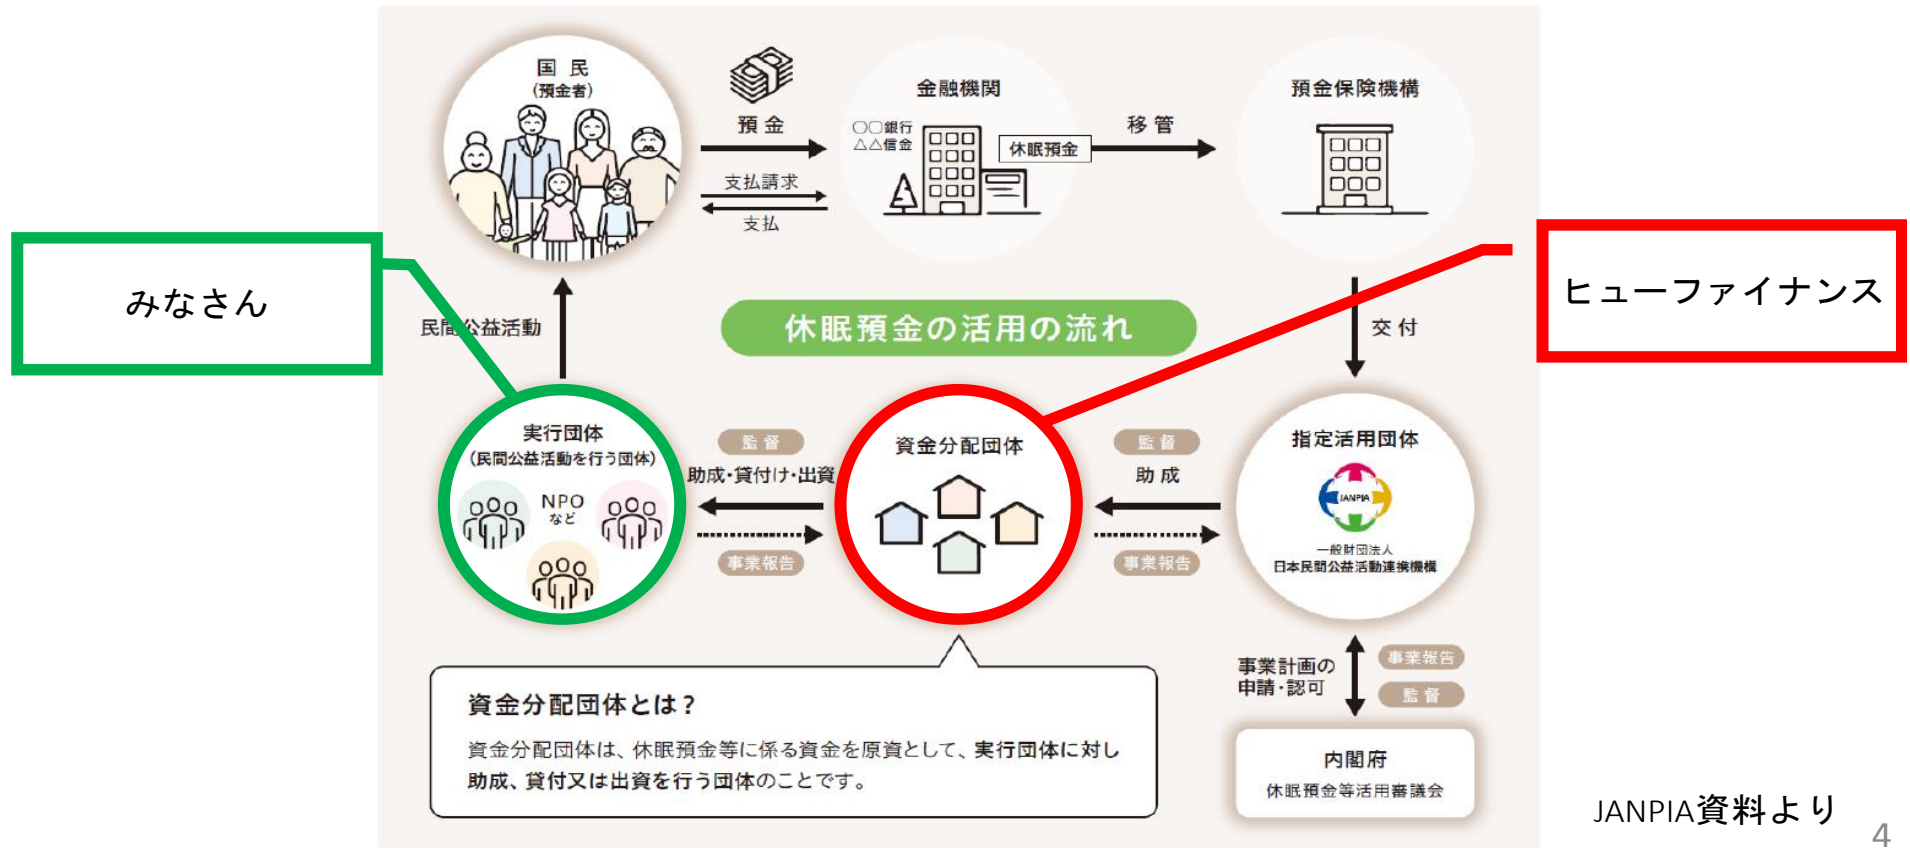 国 民
(預金者)
預 金
支払請求
支払
金融機関
○○銀行
△△信金
休眠預金
移 管
預金保険機構
みなさん
ヒューファイナンス
民間公益活動
休眠預金の活用の流れ
交 付
実行団体
(民間公益活動を行う団体)
NPO
など
監 督
助成・貸付け・出資
事業報告
資金分配団体
監 督
助 成
事業報告
指定活用団体
JANPIA
一般財団法人
日本民間公益活動連携機構
事業計画の
申請・認可
事業報告
監 督
資金分配団体とは?
資金分配団体は、休眠預金等に係る資金を原資として、実行団体に対し
助成、貸付又は出資を行う団体のことです。
内閣府
休眠預金等活用審議会
JANPIA資料より
4